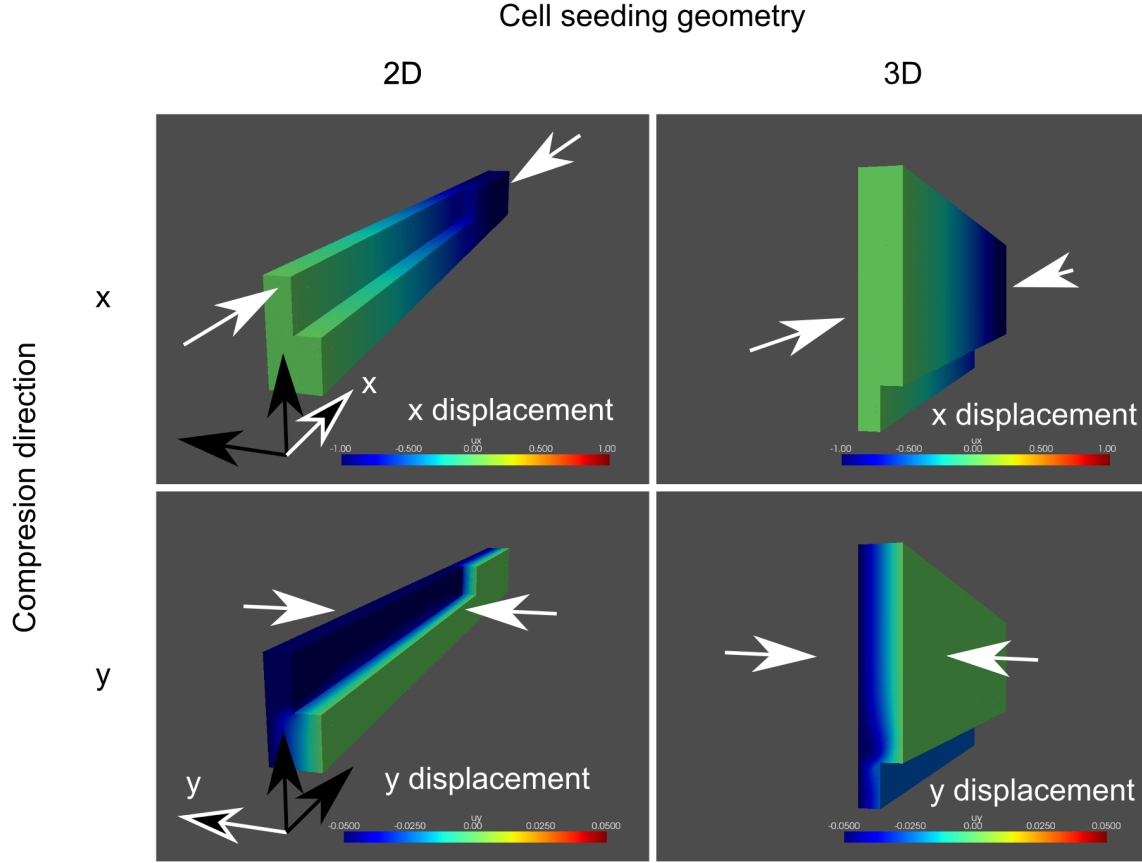 Cell seeding geometry
2D
3D
Compresion direction
x
x
x displacement
ux
-1.00 -0.500 0.00 0.500 1.00
x displacement
ux
-1.00 -0.500 0.00 0.500 1.00
y
y
y displacement
uy
-0.0500 -0.0250 0.00 0.0250 0.0500
y displacement
uy
-0.0500 -0.0250 0.00 0.0250 0.0500